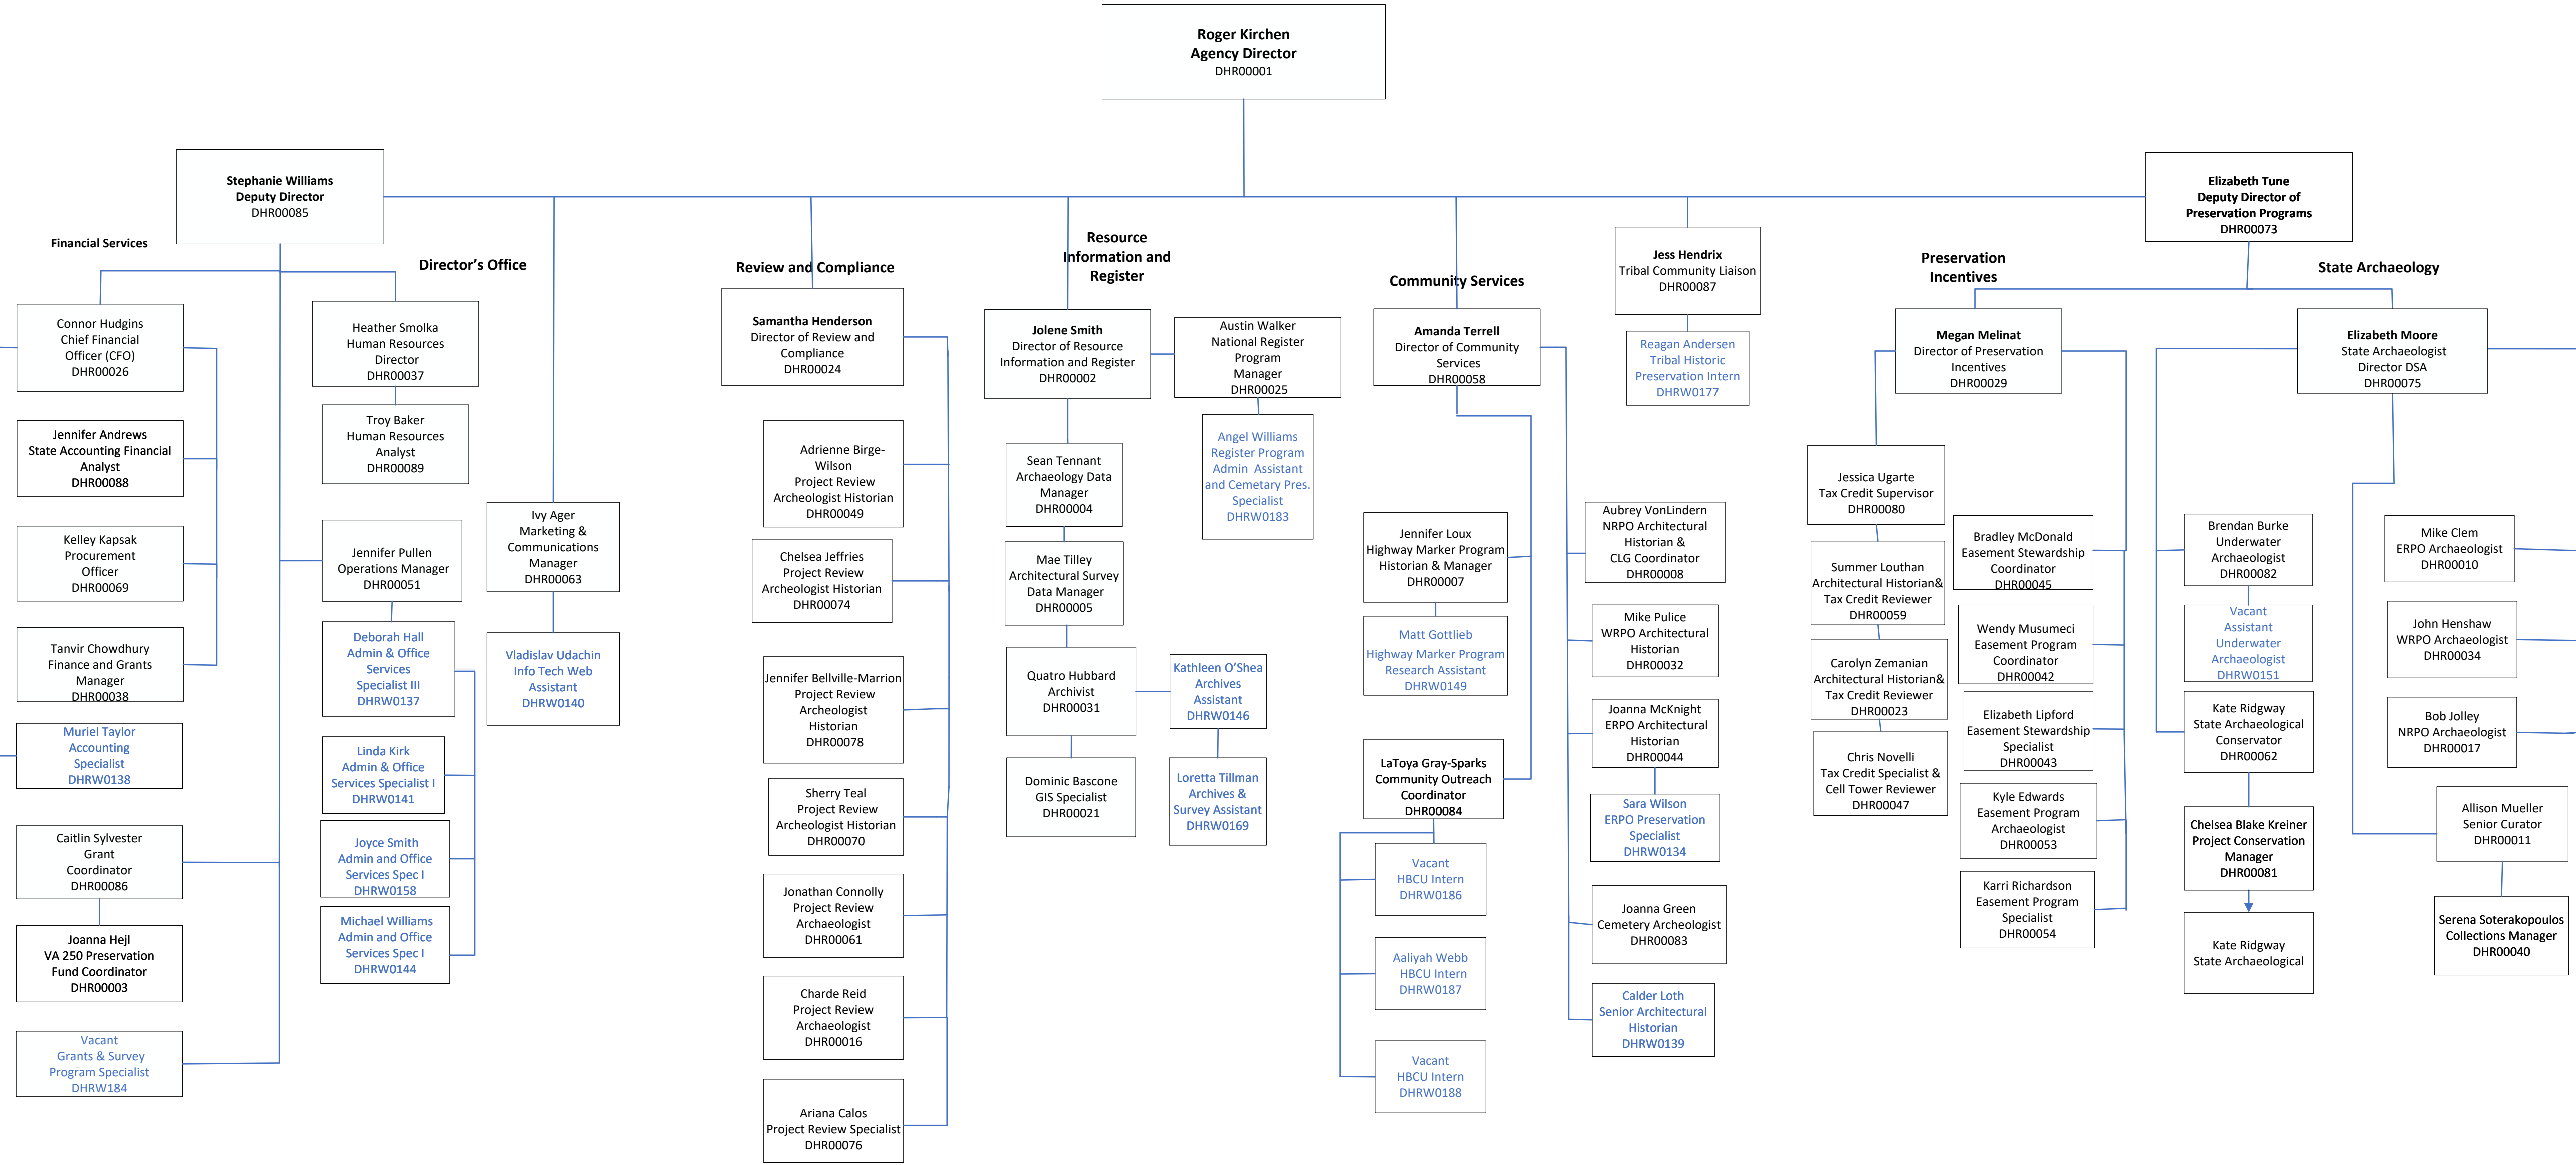 Roger Kirchen
Agency Director
DHR00001
Stephanie Williams
Deputy Director
DHR00085
Elizabeth Tune
Deputy Director of
Preservation Programs
DHR00073
Financial Services
Connor Hudgins
Chief Financial
Officer (CFO)
DHR00026
Jennifer Andrews
State Accounting Financial
Analyst
DHR00088
Kelley Kapsak
Procurement
Officer
DHR00069
Tanvir Chowdhury
Finance and Grants
Manager
DHR00038
Muriel Taylor
Accounting
Specialist
DHRW0138
Caitlin Sylvester
Grant
Coordinator
DHR00086
Joanna Hejl
VA 250 Preservation
Fund Coordinator
DHR00003
Vacant
Grants & Survey
Program Specialist
DHRW184
Director's Office
Heather Smolka
Human Resources
Director
DHR00037
Troy Baker
Human Resources
Analyst
DHR00089
Jennifer Pullen
Operations Manager
DHR00051
Deborah Hall
Admin & Office
Services
Specialist III
DHRW0137
Linda Kirk
Admin & Office
Services Specialist I
DHRW0141
Joyce Smith
Admin and Office
Services Spec I
DHRW0158
Michael Williams
Admin and Office
Services Spec I
DHRW0144
Ivy Ager
Marketing &
Communications
Manager
DHR00063
Vladislav Udachin
Info Tech Web
Assistant
DHRW0140
Review and Compliance
Samantha Henderson
Director of Review and
Compliance
DHR00024
Adrienne Birge-
Wilson
Project Review
Archeologist Historian
DHR00049
Chelsea Jeffries
Project Review
Archeologist Historian
DHR00074
Jennifer Bellville-Marrion
Project Review
Archeologist
Historian
DHR00078
Sherry Teal
Project Review
Archeologist Historian
DHR00070
Jonathan Connolly
Project Review
Archaeologist
DHR00061
Charde Reid
Project Review
Archaeologist
DHR00016
Ariana Calos
Project Review Specialist
DHR00076
Resource
Information and
Register
Jolene Smith
Director of Resource
Information and Register
DHR00002
Austin Walker
National Register
Program
Manager
DHR00025
Angel Williams
Register Program
Admin  Assistant
and Cemetary Pres.
Specialist
DHRW0183
Sean Tennant
Archaeology Data
Manager
DHR00004
Mae Tilley
Architectural Survey
Data Manager
DHR00005
Quatro Hubbard
Archivist
DHR00031
Kathleen O'Shea
Archives
Assistant
DHRW0146
Dominic Bascone
GIS Specialist
DHR00021
Loretta Tillman
Archives &
Survey Assistant
DHRW0169
Community Services
Amanda Terrell
Director of Community
Services
DHR00058
Jennifer Loux
Highway Marker Program
Historian & Manager
DHR00007
Matt Gottlieb
Highway Marker Program
Research Assistant
DHRW0149
LaToya Gray-Sparks
Community Outreach
Coordinator
DHR00084
Vacant
HBCU Intern
DHRW0186
Aaliyah Webb
HBCU Intern
DHRW0187
Vacant
HBCU Intern
DHRW0188
Aubrey VonLindern
NRPO Architectural
Historian &
CLG Coordinator
DHR00008
Mike Pulice
WRPO Architectural
Historian
DHR00032
Joanna McKnight
ERPO Architectural
Historian
DHR00044
Sara Wilson
ERPO Preservation
Specialist
DHRW0134
Joanna Green
Cemetery Archeologist
DHR00083
Calder Loth
Senior Architectural
Historian
DHRW0139
Jess Hendrix
Tribal Community Liaison
DHR00087
Reagan Andersen
Tribal Historic
Preservation Intern
DHRW0177
Preservation
Incentives
Megan Melinat
Director of Preservation
Incentives
DHR00029
Jessica Ugarte
Tax Credit Supervisor
DHR00080
Summer Louthan
Architectural Historian&
Tax Credit Reviewer
DHR00059
Carolyn Zemanian
Architectural Historian&
Tax Credit Reviewer
DHR00023
Chris Novelli
Tax Credit Specialist &
Cell Tower Reviewer
DHR00047
Bradley McDonald
Easement Stewardship
Coordinator
DHR00045
Wendy Musumeci
Easement Program
Coordinator
DHR00042
Elizabeth Lipford
Easement Stewardship
Specialist
DHR00043
Kyle Edwards
Easement Program
Archaeologist
DHR00053
Karri Richardson
Easement Program
Specialist
DHR00054
State Archaeology
Elizabeth Moore
State Archaeologist
Director DSA
DHR00075
Brendan Burke
Underwater
Archaeologist
DHR00082
Vacant
Assistant
Underwater
Archaeologist
DHRW0151
Kate Ridgway
State Archaeological
Conservator
DHR00062
Chelsea Blake Kreiner
Project Conservation
Manager
DHR00081
Kate Ridgway
State Archaeological
Mike Clem
ERPO Archaeologist
DHR00010
John Henshaw
WRPO Archaeologist
DHR00034
Bob Jolley
NRPO Archaeologist
DHR00017
Allison Mueller
Senior Curator
DHR00011
Serena Soterakopoulos
Collections Manager
DHR00040